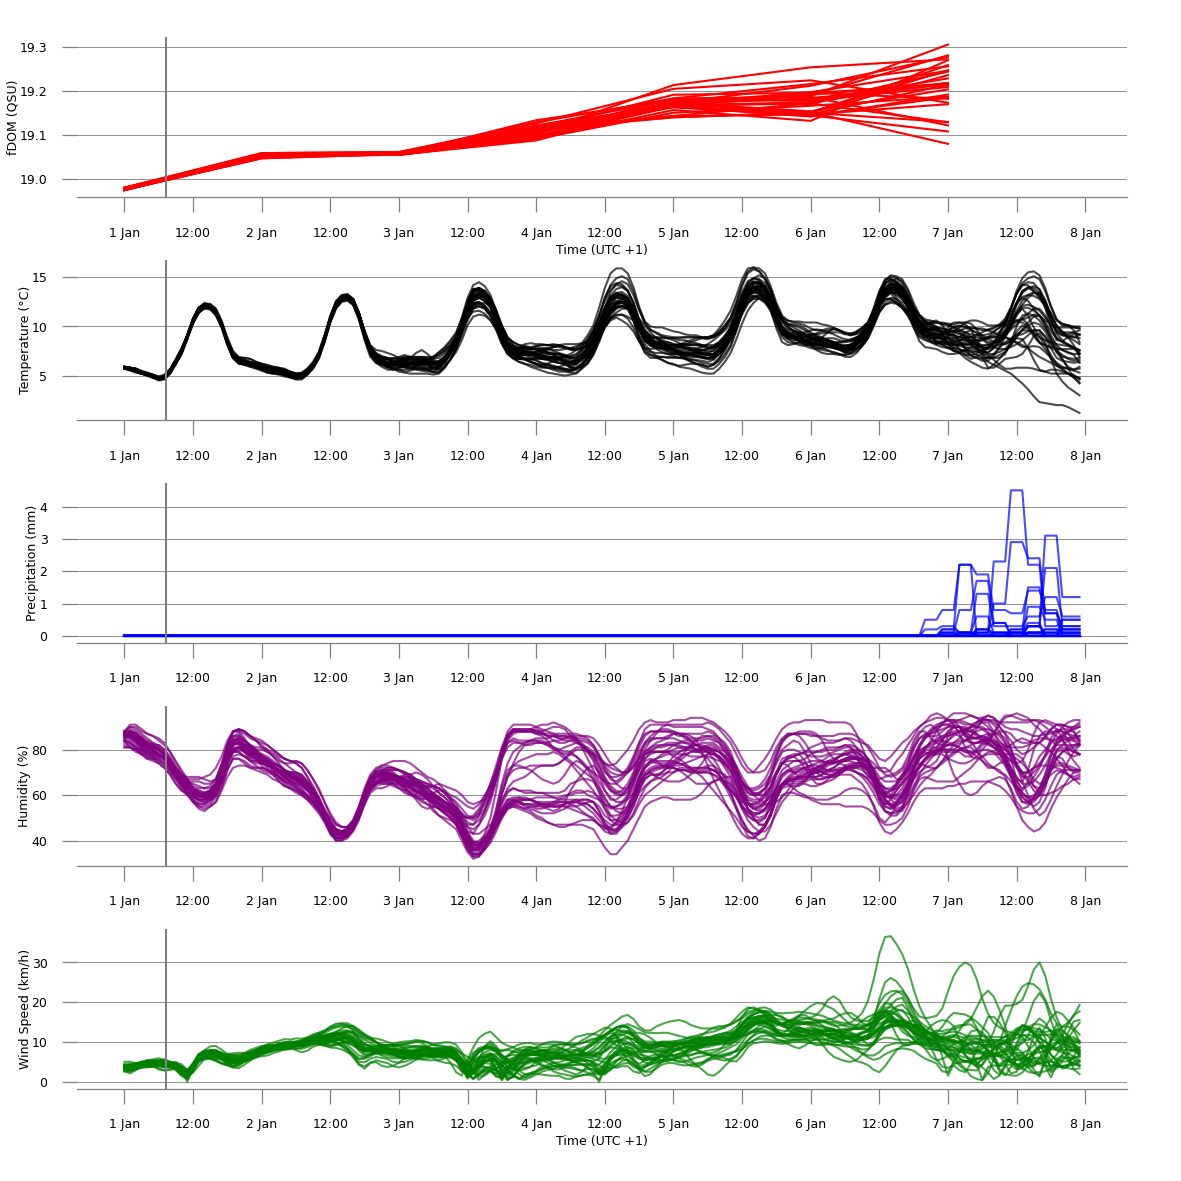 fDOM (QSU)
19.3
19.2
19.1
19.0
1 Jan 12:00 2 Jan 12:00 3 Jan 12:00 4 Jan 12:00 5 Jan 12:00 6 Jan 12:00 7 Jan 12:00 8 Jan
Time (UTC +1)
Temperature (°C)
15
10
5
1 Jan 12:00 2 Jan 12:00 3 Jan 12:00 4 Jan 12:00 5 Jan 12:00 6 Jan 12:00 7 Jan 12:00 8 Jan
Precipitation (mm)
4
3
2
1
0
1 Jan 12:00 2 Jan 12:00 3 Jan 12:00 4 Jan 12:00 5 Jan 12:00 6 Jan 12:00 7 Jan 12:00 8 Jan
Humidity (%)
80
60
40
1 Jan 12:00 2 Jan 12:00 3 Jan 12:00 4 Jan 12:00 5 Jan 12:00 6 Jan 12:00 7 Jan 12:00 8 Jan
Wind Speed (km/h)
30
20
10
0
1 Jan 12:00 2 Jan 12:00 3 Jan 12:00 4 Jan 12:00 5 Jan 12:00 6 Jan 12:00 7 Jan 12:00 8 Jan
Time (UTC +1)